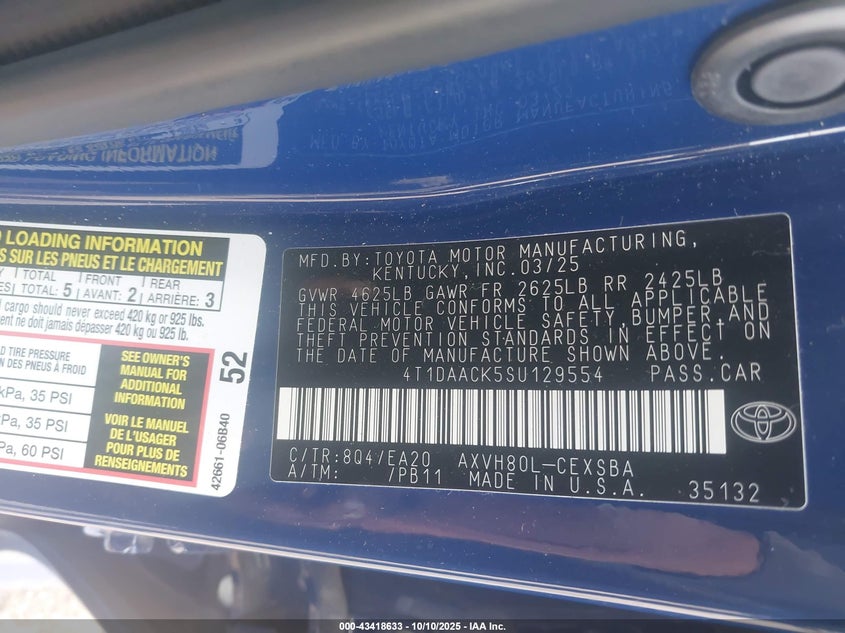 O LOADING INFORMATION
S SUR LES PNEUS ET LE CHARGEMENT
TOTAL FRONT REAR
TOTAL: 5 AVANT: 2 ARRIÈRE: 3
cargo should never exceed 420 kg or 925 lbs.
ent ne doit jamais dépasser 420 kg ou 925 lb.
TIRE PRESSURE
ON DES PNEUS À FROID
kPa, 35 PSI
Pa, 35 PSI
Pa, 60 PSI
SEE OWNER'S
MANUAL FOR
ADDITIONAL
INFORMATION
VOIR LE MANUEL
DE L'USAGER
POUR PLUS DE
RENSEIGNEMENTS
52
42661-06B40
MFD.BY:TOYOTA MOTOR MANUFACTURING,
KENTUCKY,INC.03/25
GVWR 4625LB GAWR FR 2625LB RR 2425LB
THIS VEHICLE CONFORMS TO ALL APPLICABLE
FEDERAL MOTOR VEHICLE SAFETY,BUMPER,AND
THEFT PREVENTION STANDARDS IN EFFECT ON
THE DATE OF MANUFACTURE SHOWN ABOVE.
4T1DAACK5SU129554 PASS.CAR
C/TR:8Q4/EA20 AXVH80L-CEXSBA
A/TM: /PB11 MADE IN U.S.A. 35132
TOYOTA
000-43418633 - 10/10/2025 - IAA Inc.